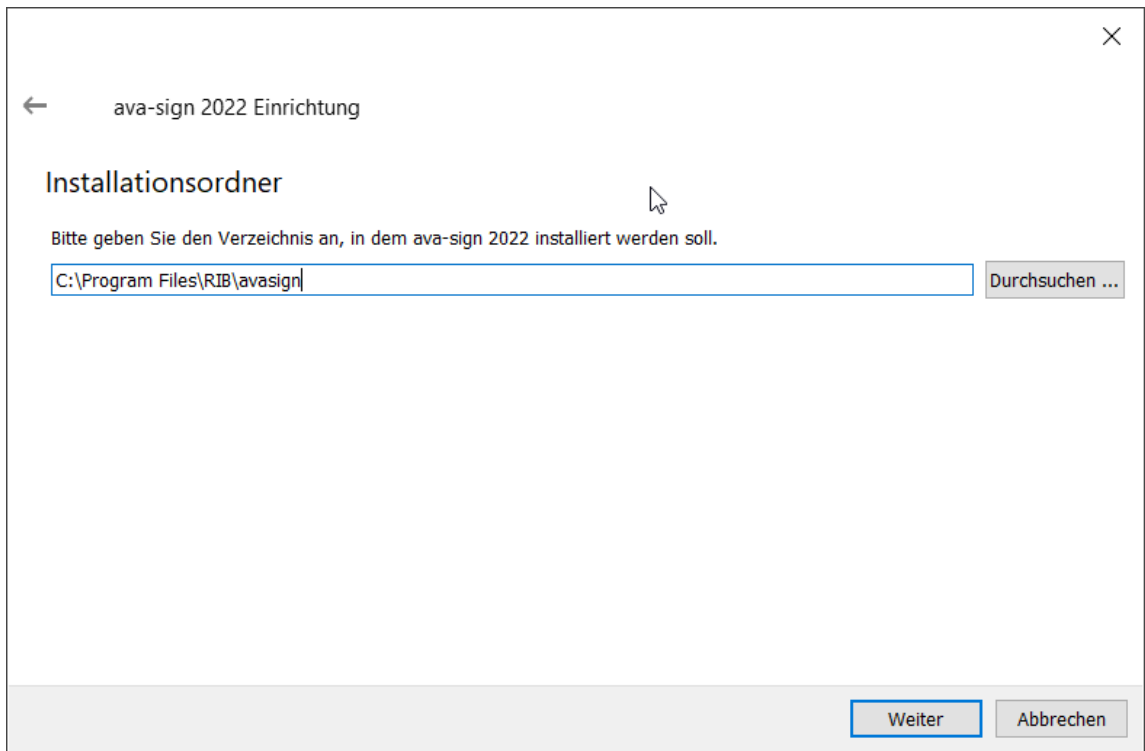 ava-sign 2022 Einrichtung
Installationsordner
Bitte geben Sie den Verzeichnis an, in dem ava-sign 2022 installiert werden soll.
C:\Program Files\RIB\avasign
Durchsuchen ...
Weiter
Abbrechen